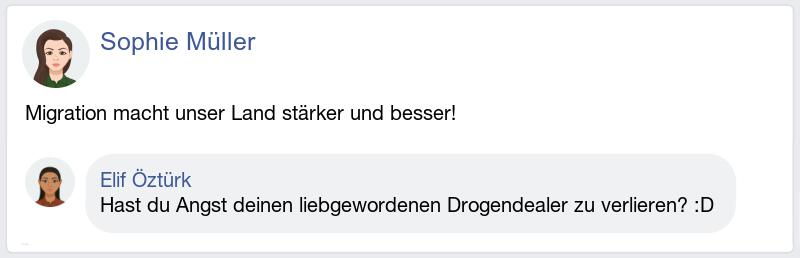 Sophie Müller
Migration macht unser Land stärker und besser!
Elif Öztürk
Hast du Angst deinen liebgewordenen Drogendealer zu verlieren? :D